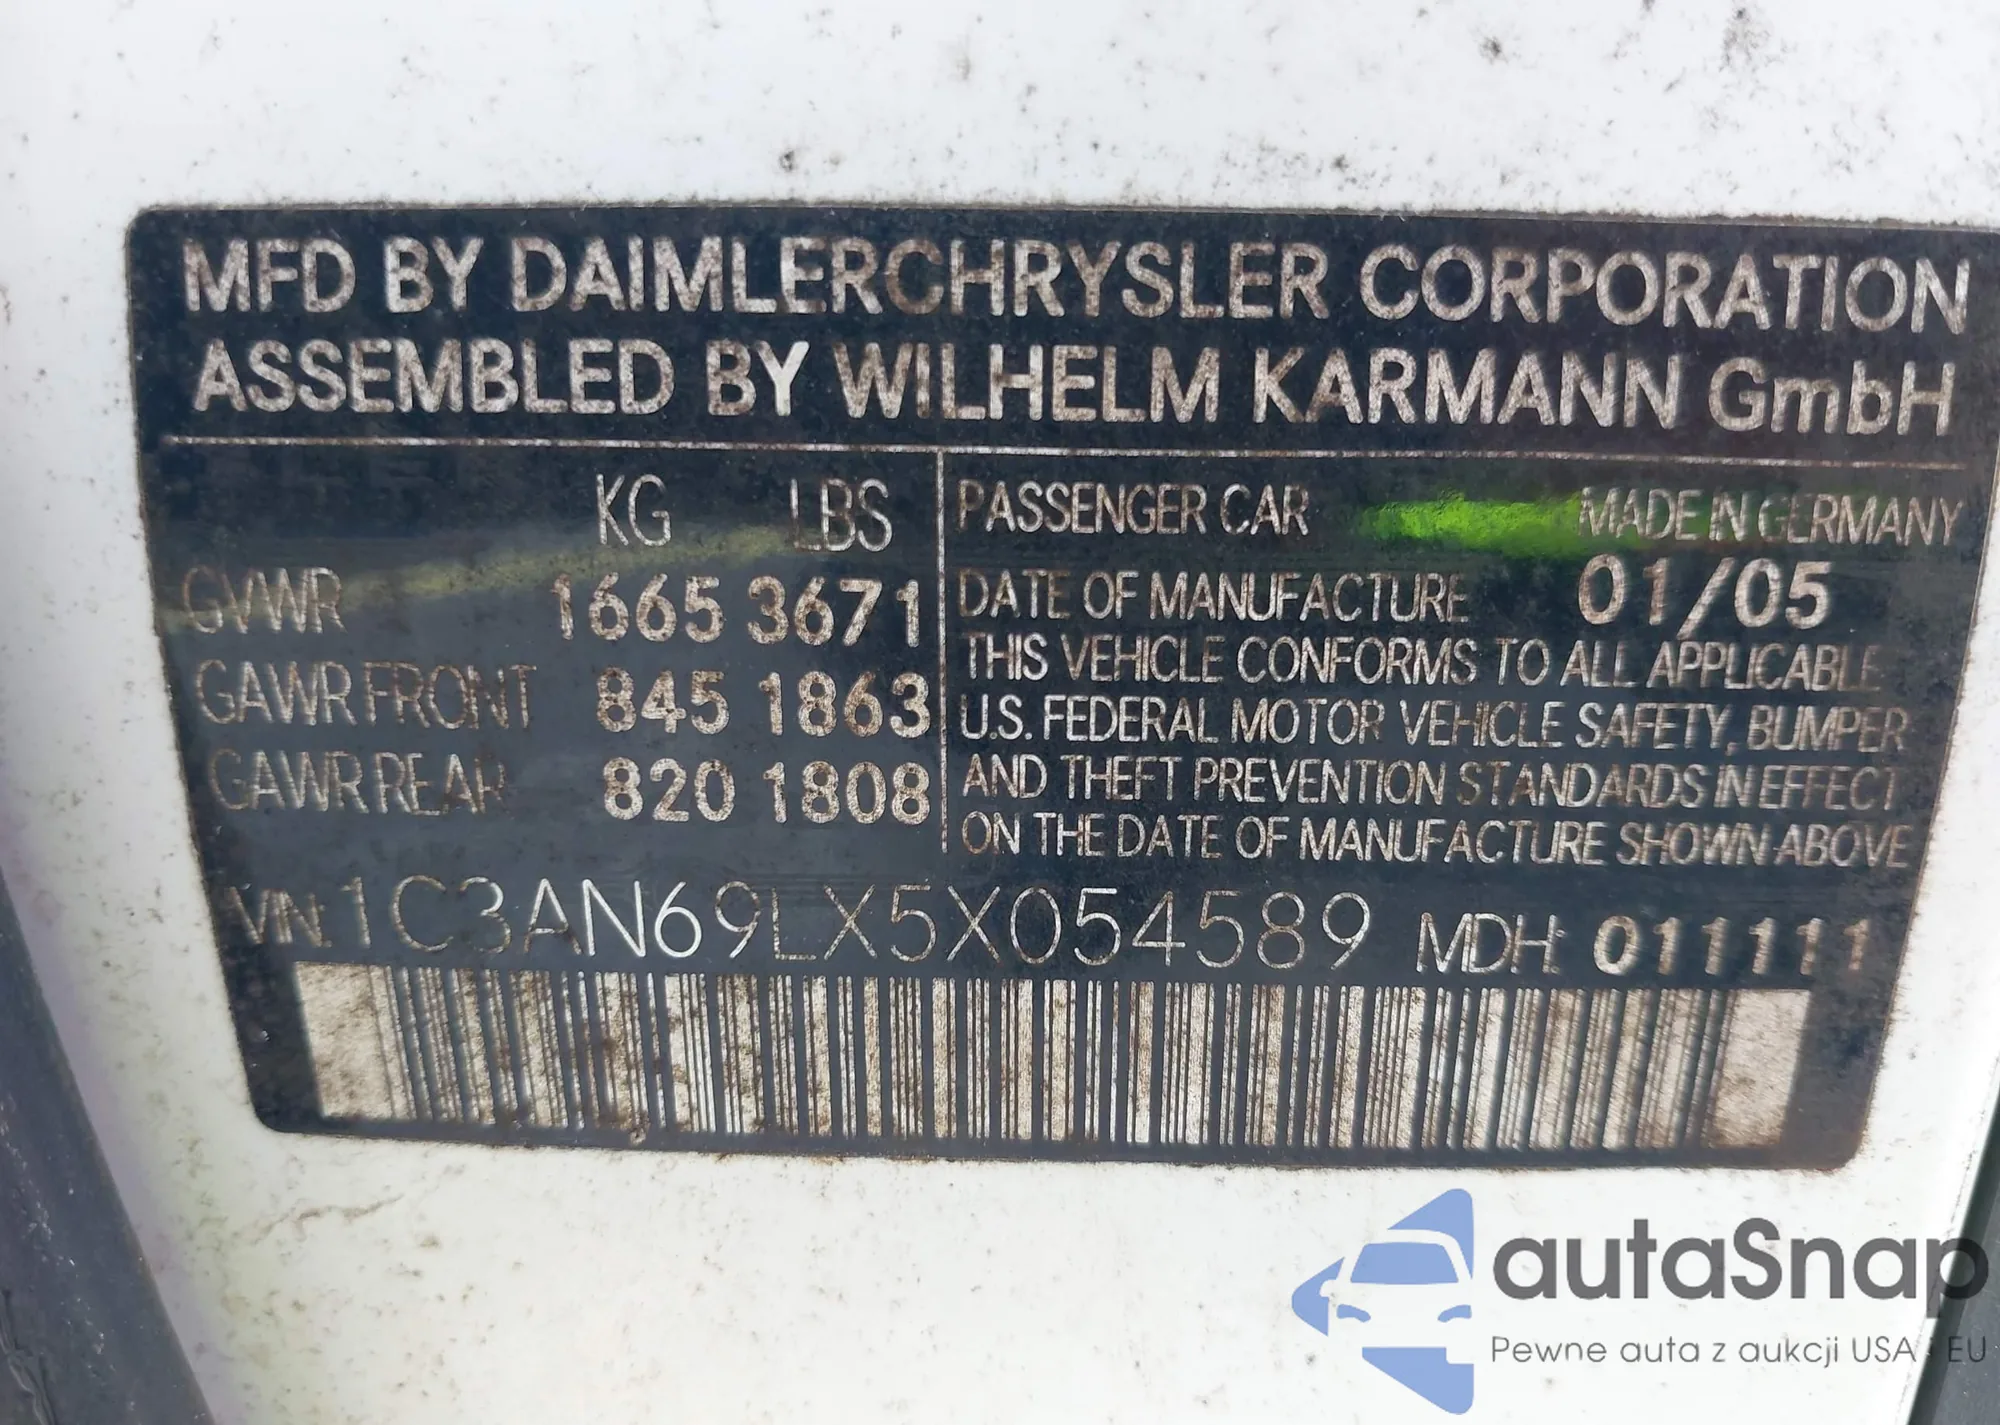 MFD BY DAIMLERCHRYSLER CORPORATION
ASSEMBLED BY WILHELM KARMANN GmbH
KG LBS
GVWR 1665 3671
GAWR FRONT 845 1863
GAWR REAR 820 1808
PASSENGER CAR MADE IN GERMANY
DATE OF MANUFACTURE 01/05
THIS VEHICLE CONFORMS TO ALL APPLICABLE
U.S. FEDERAL MOTOR VEHICLE SAFETY, BUMPER
AND THEFT PREVENTION STANDARDS IN EFFECT
ON THE DATE OF MANUFACTURE SHOWN ABOVE
VIN: 1C3AN69LX5X054589 MDH: 011111
autaSnap
Pewne auta z aukcji USA i EU